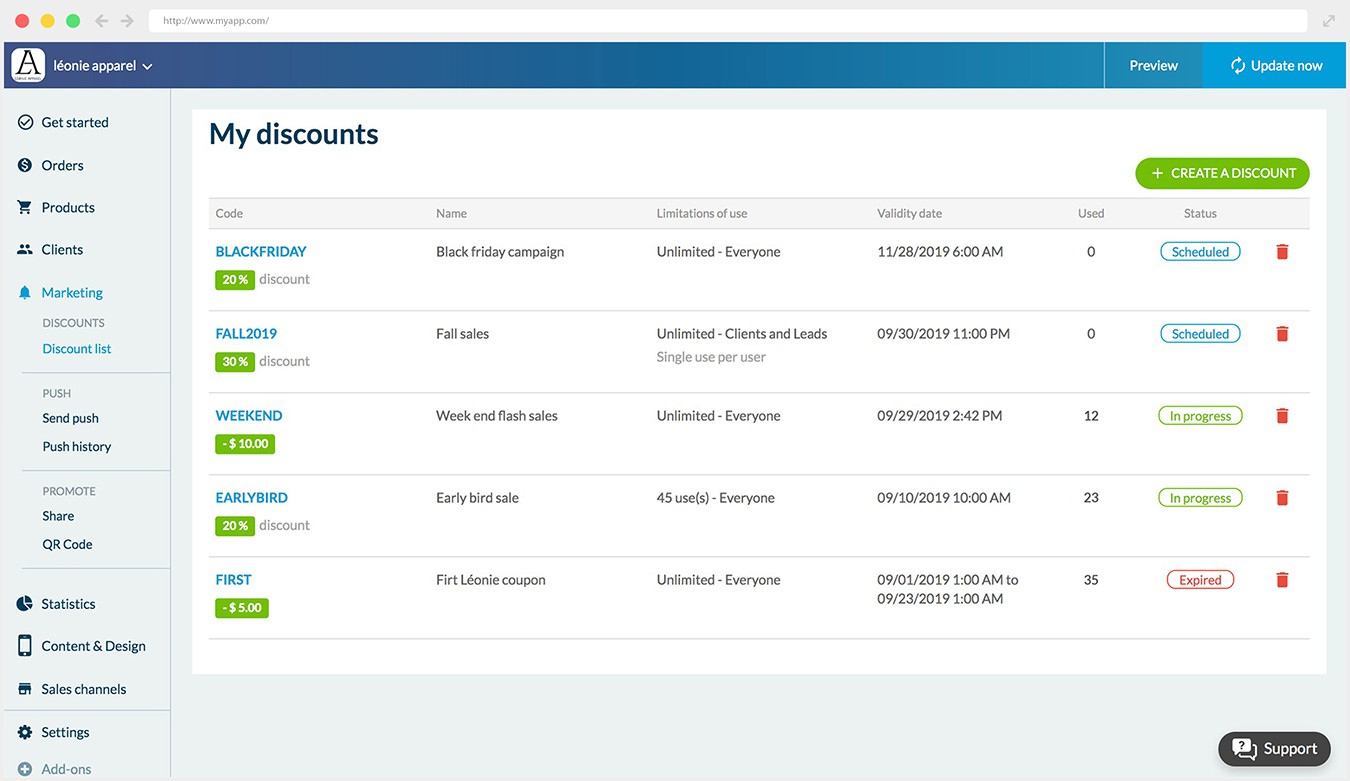 http://www.myapp.com/
léonie apparel
Preview
Update now
Get started
Orders
Products
Clients
Marketing
DISCOUNTS
Discount list
PUSH
Send push
Push history
PROMOTE
Share
QR Code
Statistics
Content & Design
Sales channels
Settings
Add-ons
My discounts
+ CREATE A DISCOUNT
Code Name Limitations of use Validity date Used Status
BLACKFRIDAY Black friday campaign Unlimited - Everyone 11/28/2019 6:00 AM 0 Scheduled
20 % discount
FALL2019 Fall sales Unlimited - Clients and Leads 09/30/2019 11:00 PM 0 Scheduled
Single use per user
30 % discount
WEEKEND Week end flash sales Unlimited - Everyone 09/29/2019 2:42 PM 12 In progress
- $ 10.00
EARLYBIRD Early bird sale 45 use(s) - Everyone 09/10/2019 10:00 AM 23 In progress
20 % discount
FIRST Firt Léonie coupon Unlimited - Everyone 09/01/2019 1:00 AM to 35 Expired
09/23/2019 1:00 AM
- $ 5.00
Support